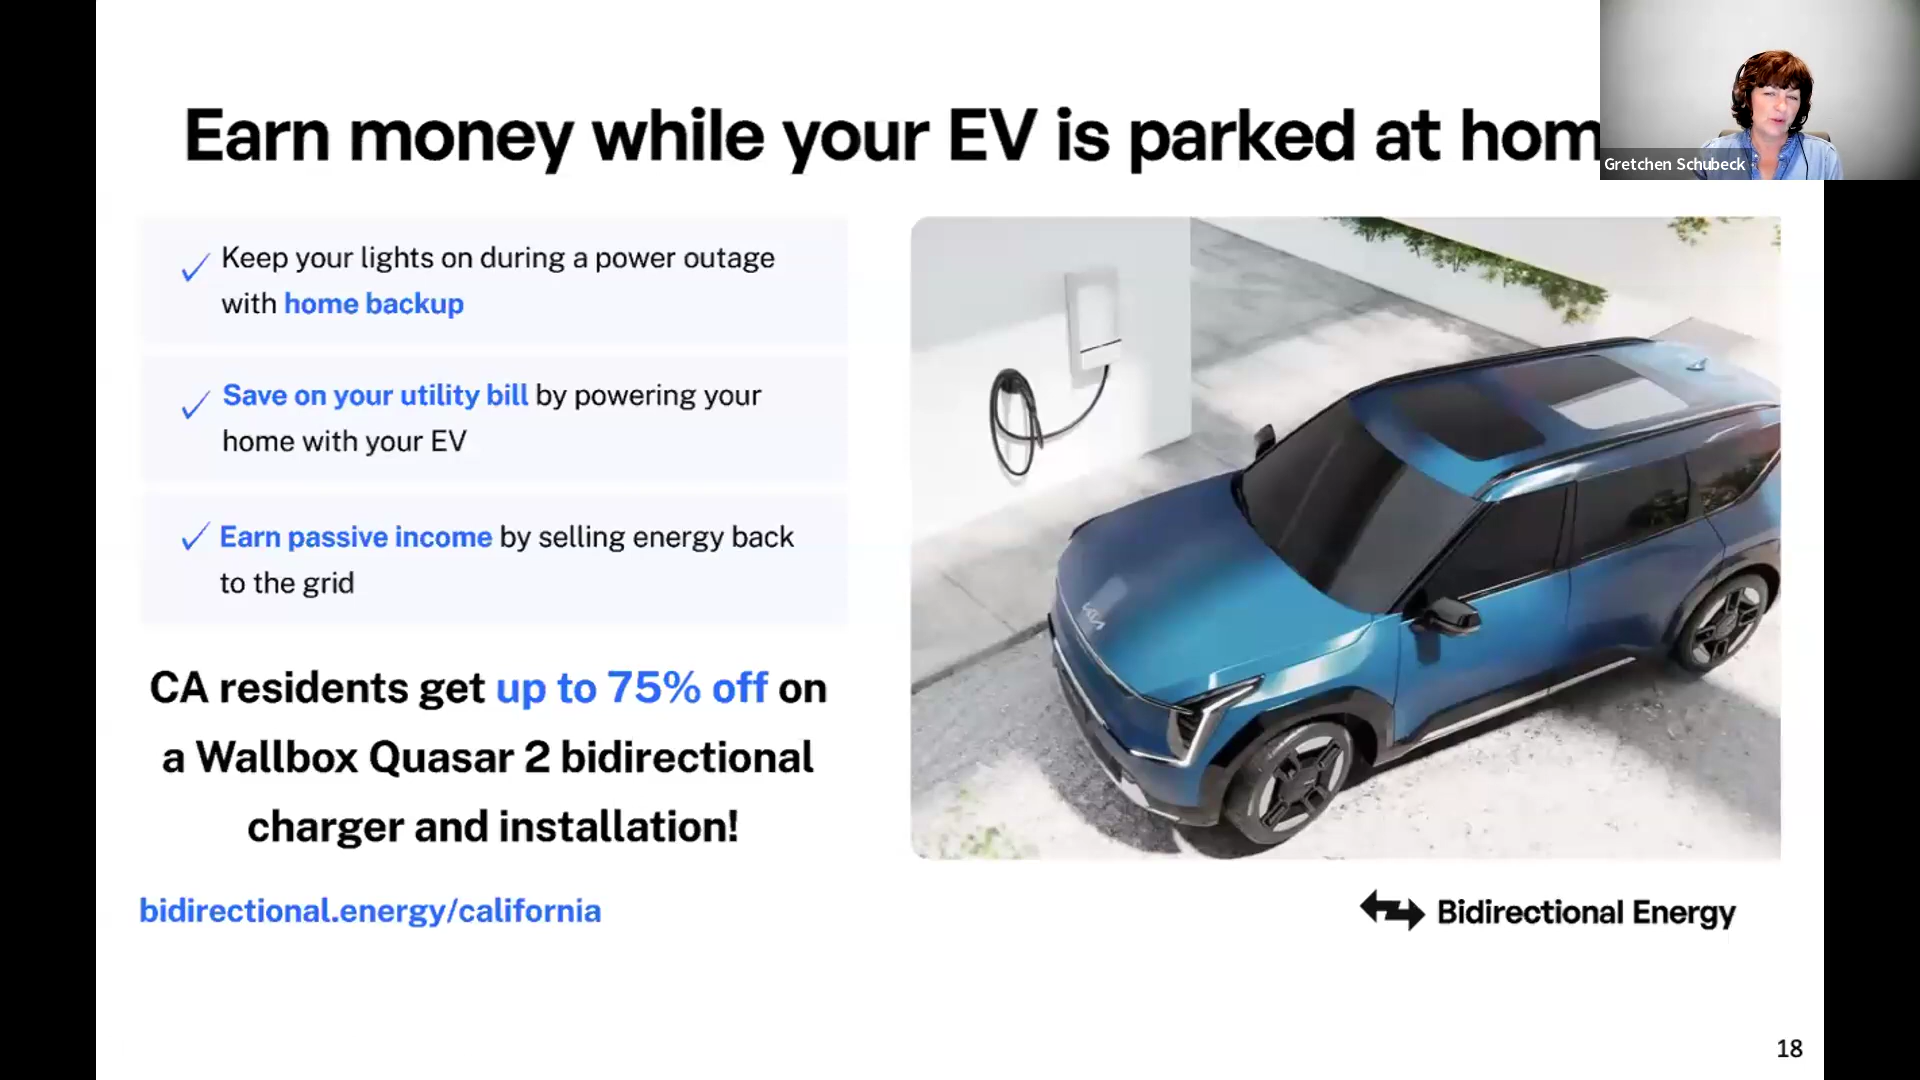 Earn money while your EV is parked at hom
Gretchen Schubeck
Keep your lights on during a power outage
with home backup
Save on your utility bill by powering your
home with your EV
Earn passive income by selling energy back
to the grid
CA residents get up to 75% off on
a Wallbox Quasar 2 bidirectional
charger and installation!
bidirectional.energy/california
KIA
Bidirectional Energy
18